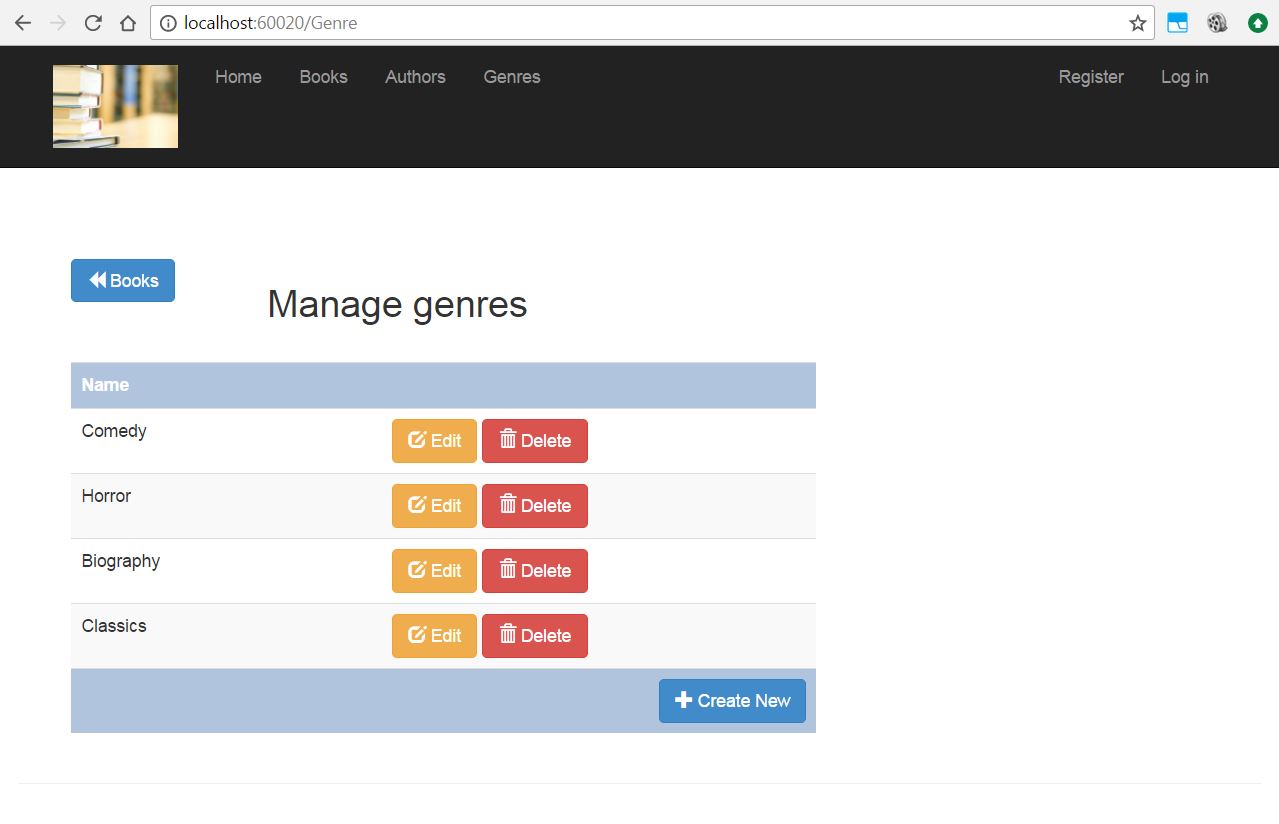 localhost:60020/Genre
Home Books Authors Genres Register Log in
Books
Manage genres
Name
Comedy Edit Delete
Horror Edit Delete
Biography Edit Delete
Classics Edit Delete
Create New